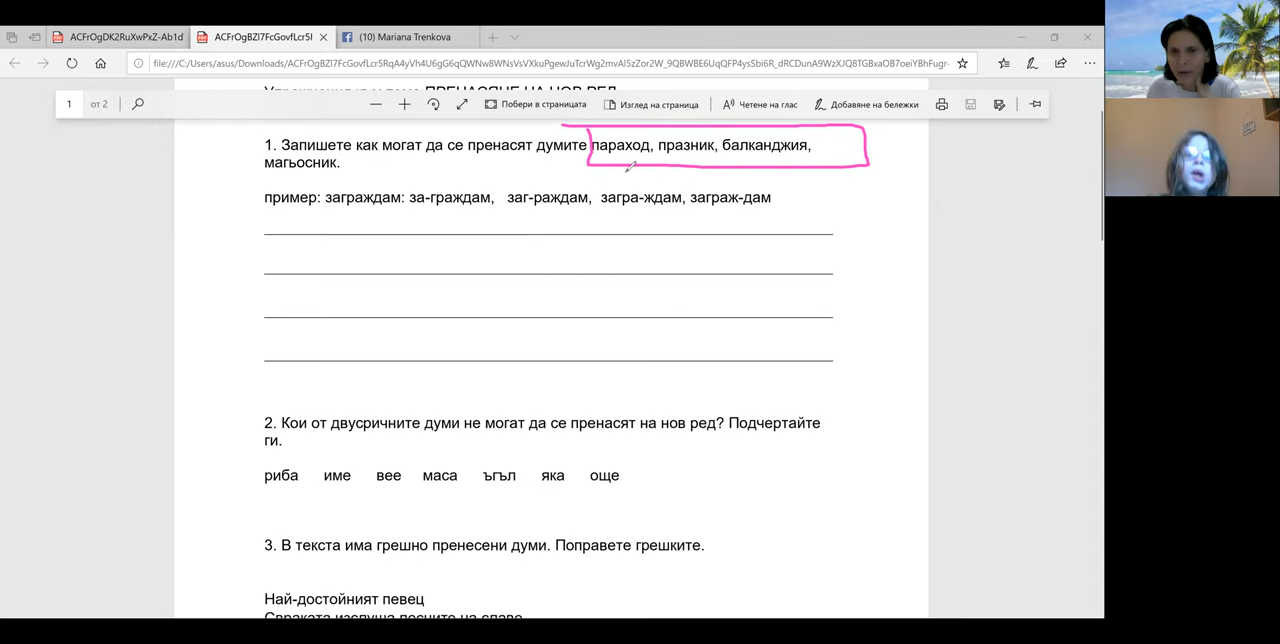 ACFrOgDK2RuXwPxZ-Ab1d
ACFrOgBZl7FcGovfLcr5l
(10) Mariana Trenkova
file:///C:/Users/asus/Downloads/ACFrOgBZl7FcGovfLcr5RqA4yVh4U6gG6qQWNw8WNsVsVXkuPgewJuTcrWg2mvAl5zZor2W_9QBWBE6UqQFP4ysSbi6R_dRCDunA9WzXJQ8TGBxaOB7oeiYBhFugr-
1 от 2 Побери в страницата Изглед на страница Четене на глас Добавяне на бележки
1. Запишете как могат да се пренасят думите параход, празник, балканджия,
магьосник.
пример: заграждам: за-граждам, заг-раждам, загра-ждам, заграж-дам
2. Кои от двусричните думи не могат да се пренасят на нов ред? Подчертайте
ги.
риба име вее маса ъгъл яка още
3. В текста има грешно пренесени думи. Поправете грешките.
Най-достойният певец